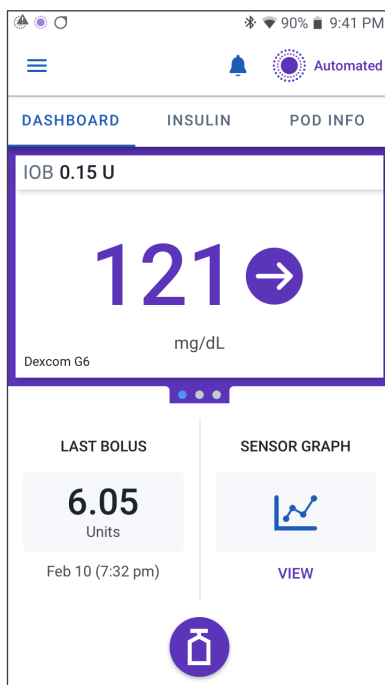 90% 9:41 PM
Automated
DASHBOARD INSULIN POD INFO
IOB 0.15 U
121
mg/dL
Dexcom G6
LAST BOLUS
6.05
Units
Feb 10 (7:32 pm)
SENSOR GRAPH
VIEW